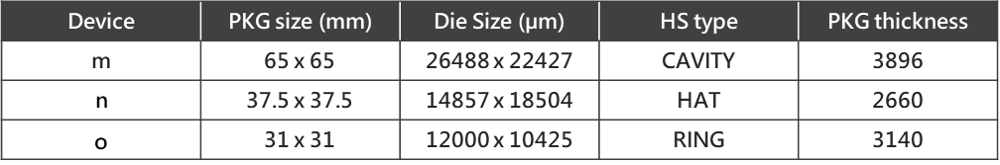 Device PKG size (mm) Die Size (µm) HS type PKG thickness
m 65 x 65 26488 x 22427 CAVITY 3896
n 37.5 x 37.5 14857 x 18504 HAT 2660
o 31 x 31 12000 x 10425 RING 3140